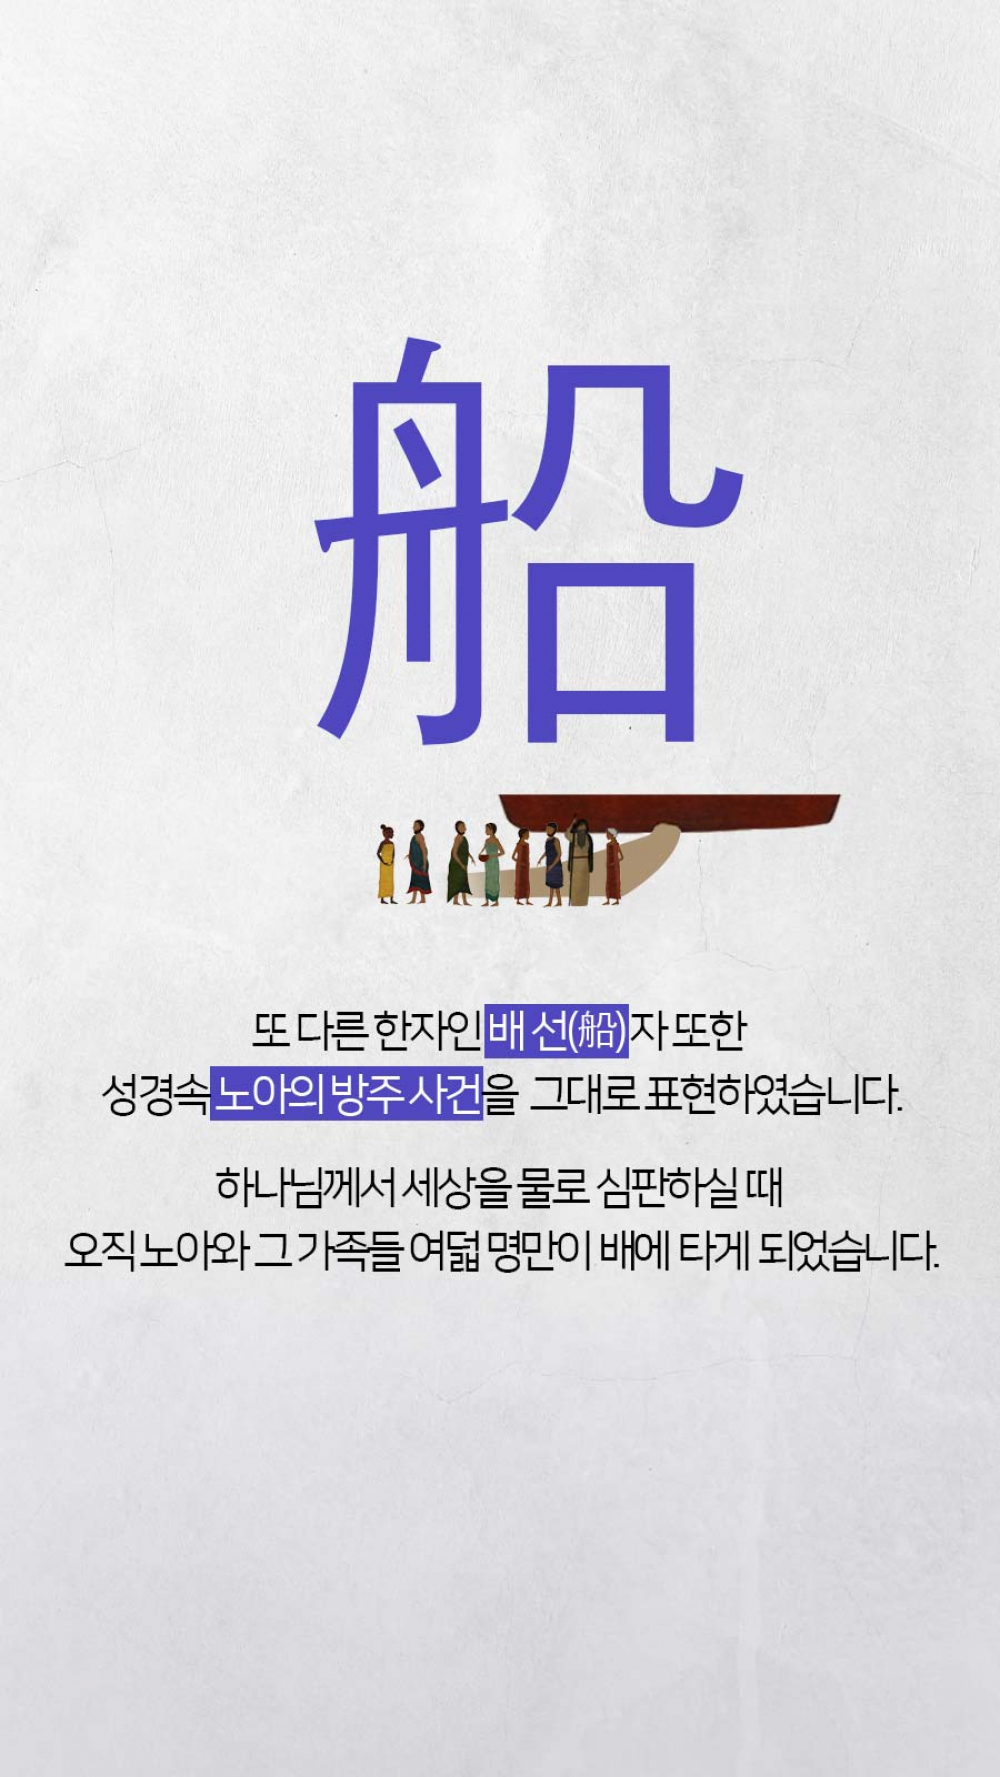 船
또 다른 한자인 배 선(船)자 또한
성경속 노아의 방주 사건을 그대로 표현하였습니다.
하나님께서 세상을 물로 심판하실 때
오직 노아와 그 가족들 여덟 명만이 배에 타게 되었습니다.